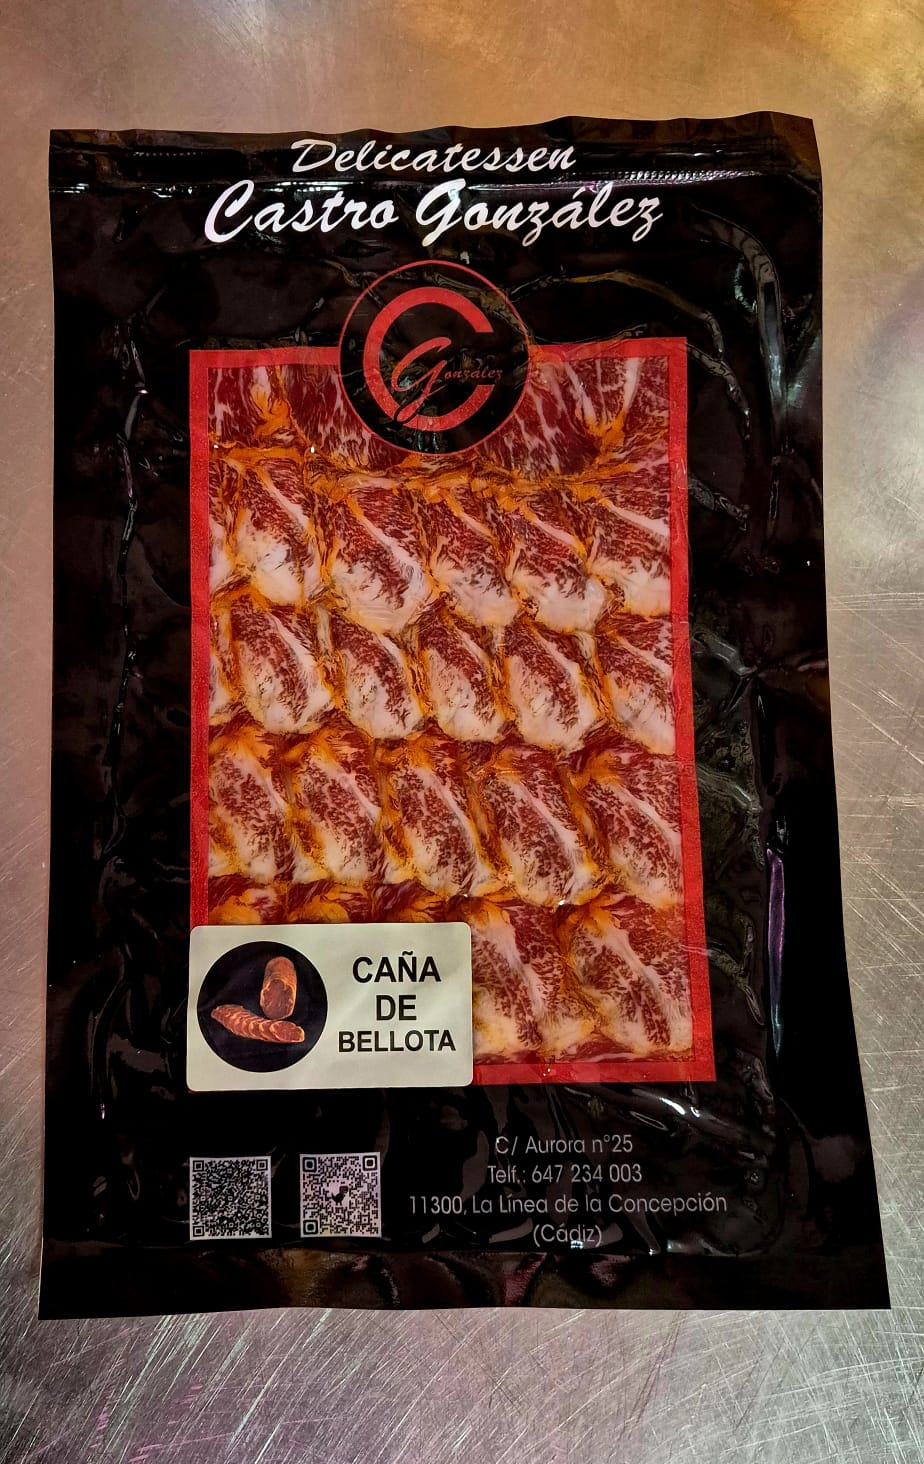 Delicatessen
Castro González
González
CAÑA
DE
BELLOTA
C/ Aurora n°25
Telf.: 647 234 003
11300, La Línea de la Concepción
(Cádiz)